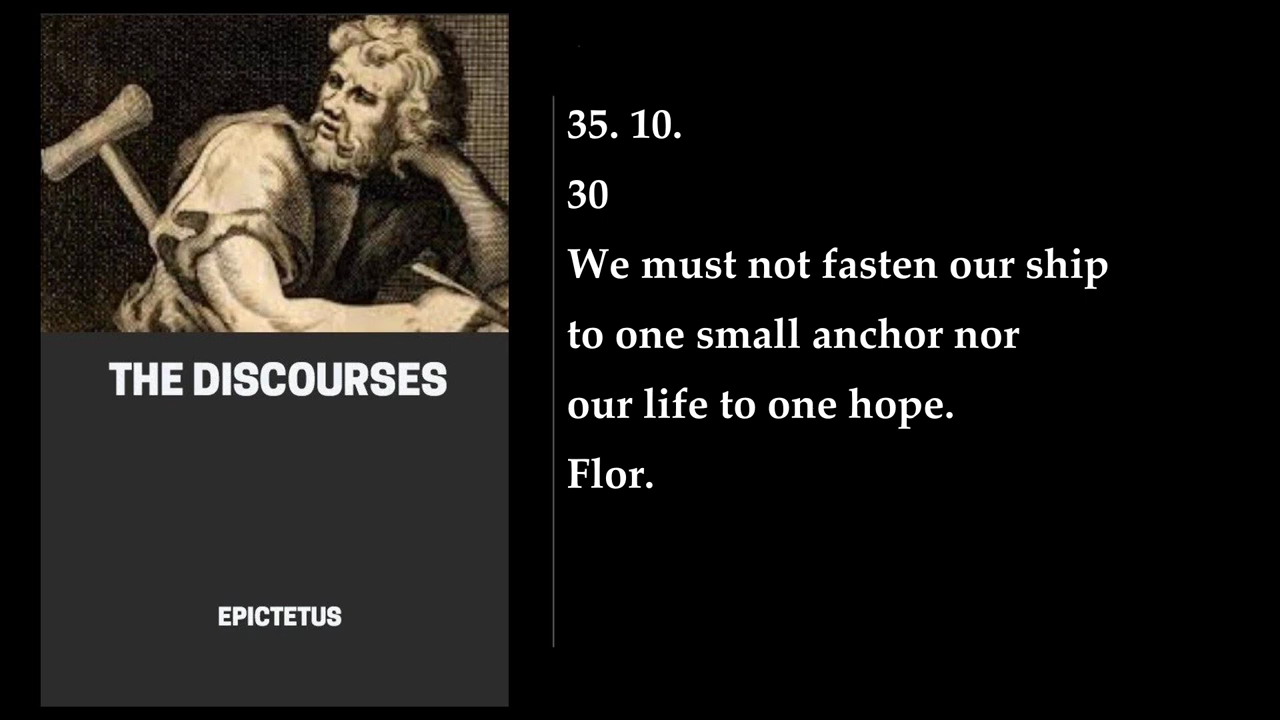 THE DISCOURSES
EPICTETUS
35. 10.
30
We must not fasten our ship
to one small anchor nor
our life to one hope.
Flor.